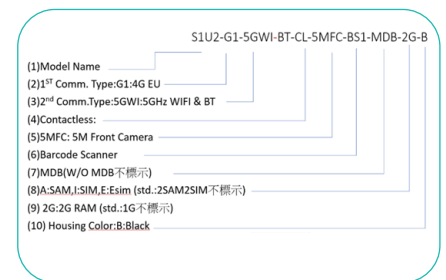 S1U2-G1-5GWI-BT-CL-5MFC-BS1-MDB-2G-B
(1)Model Name
(2)1ST Comm. Type:G1:4G EU
(3)2nd Comm.Type:5GWI:5GHz WIFI & BT
(4)Contactless:
(5)5MFC: 5M Front Camera
(6)Barcode Scanner
(7)MDB(W/O MDB不標示)
(8)A:SAM,I:SIM,E:Esim (std.:2SAM2SIM不標示)
(9) 2G:2G RAM (std.:1G不標示)
(10) Housing Color:B:Black